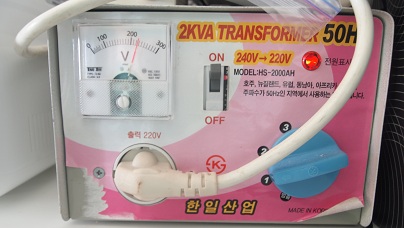 2KVA TRANSFORMER 50H
0 100 200 300
V
240V→220V
전원표시
ON
MODEL:HS-2000AH
호주, 뉴질랜드, 유럽, 동남아, 아프리카
주파수가 50Hz인 지역에서 사용하는
OFF
출력 220V
3
2
1
한일산업
MADE IN KO